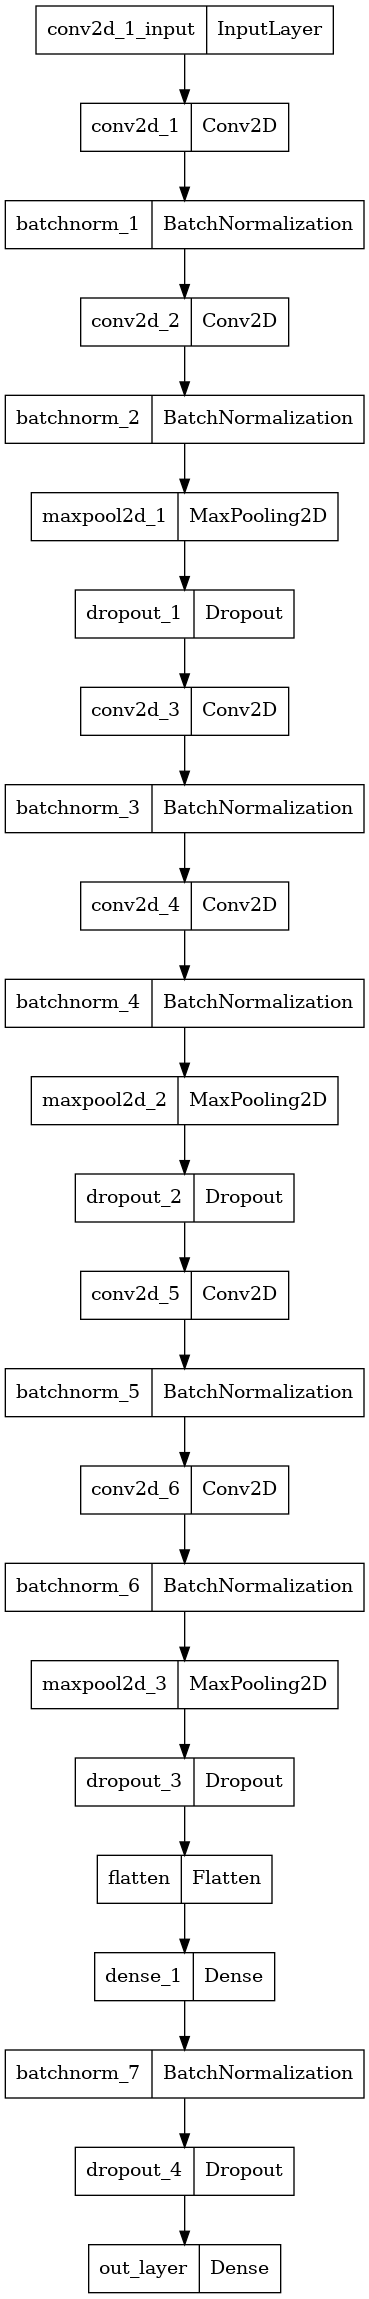 conv2d_1_input InputLayer
conv2d_1 Conv2D
batchnorm_1 BatchNormalization
conv2d_2 Conv2D
batchnorm_2 BatchNormalization
maxpool2d_1 MaxPooling2D
dropout_1 Dropout
conv2d_3 Conv2D
batchnorm_3 BatchNormalization
conv2d_4 Conv2D
batchnorm_4 BatchNormalization
maxpool2d_2 MaxPooling2D
dropout_2 Dropout
conv2d_5 Conv2D
batchnorm_5 BatchNormalization
conv2d_6 Conv2D
batchnorm_6 BatchNormalization
maxpool2d_3 MaxPooling2D
dropout_3 Dropout
flatten Flatten
dense_1 Dense
batchnorm_7 BatchNormalization
dropout_4 Dropout
out_layer Dense